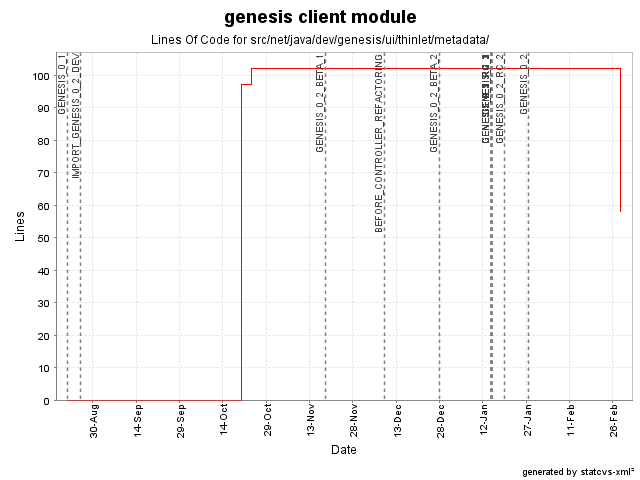 genesis client module
Lines Of Code for src/net/java/dev/genesis/ui/thinlet/metadata/
GENESIS_0_1
IMPORT_GENESIS_0_2_DEV
GENESIS_0_2_BETA_1
BEFORE_CONTROLLER_REFACTORING
GENESIS_0_2_BETA_2
GENESIS_0_2_RC_2
GENESIS_0_2
Lines
100
90
80
70
60
50
40
30
20
10
0
30-Aug
14-Sep
29-Sep
14-Oct
29-Oct
13-Nov
28-Nov
13-Dec
28-Dec
12-Jan
27-Jan
11-Feb
26-Feb
Date
generated by statcvs-xml²